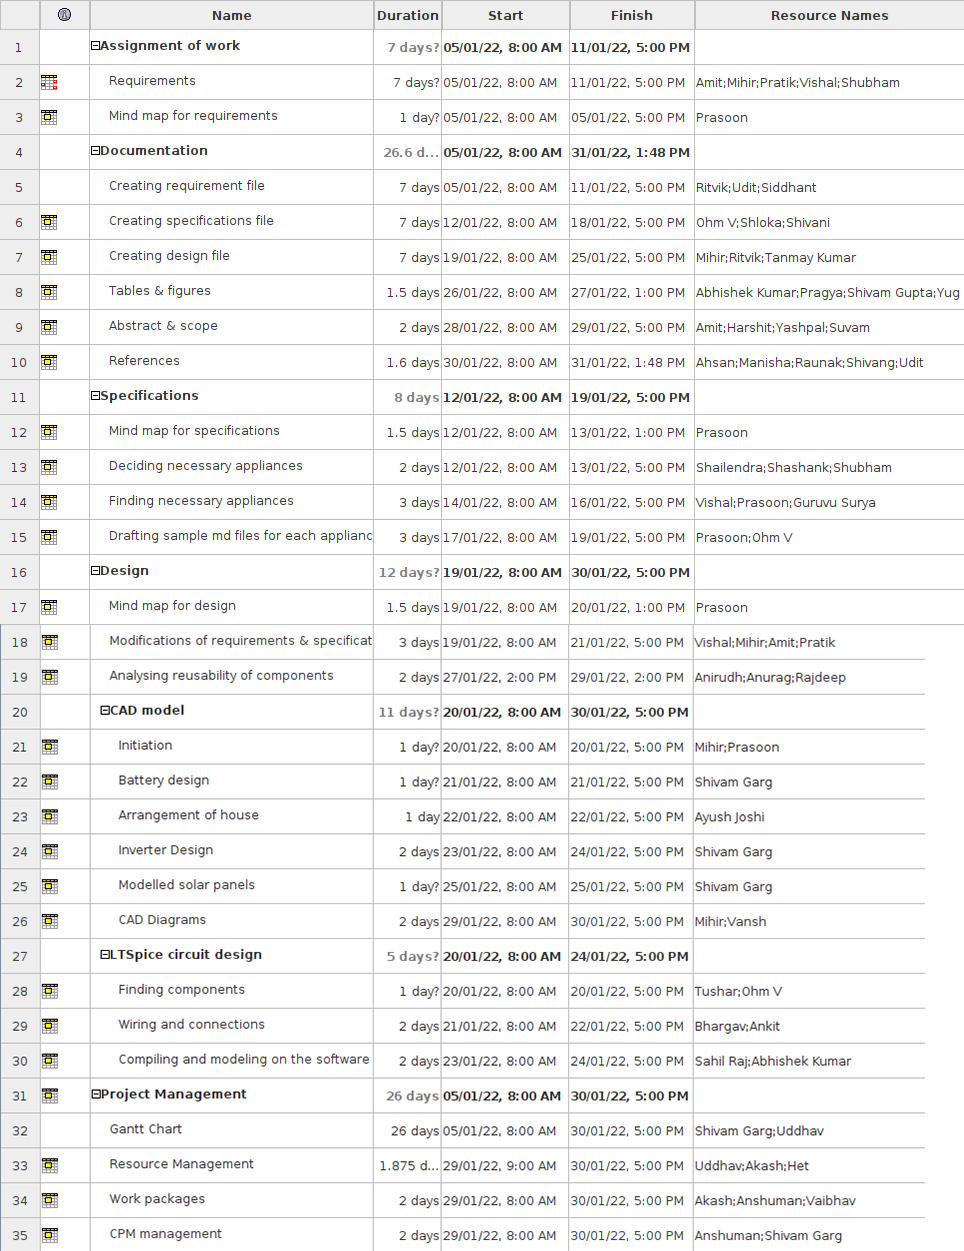 Name Duration Start Finish Resource Names
1 Assignment of work 7 days? 05/01/22, 8:00 AM 11/01/22, 5:00 PM
2 Requirements 7 days? 05/01/22, 8:00 AM 11/01/22, 5:00 PM Amit;Mihir;Pratik;Vishal;Shubham
3 Mind map for requirements 1 day? 05/01/22, 8:00 AM 05/01/22, 5:00 PM Prasoon
4 Documentation 26.6 d... 05/01/22, 8:00 AM 31/01/22, 1:48 PM
5 Creating requirement file 7 days 05/01/22, 8:00 AM 11/01/22, 5:00 PM Ritvik;Udit;Siddhant
6 Creating specifications file 7 days 12/01/22, 8:00 AM 18/01/22, 5:00 PM Ohm V;Shloka;Shivani
7 Creating design file 7 days 19/01/22, 8:00 AM 25/01/22, 5:00 PM Mihir;Ritvik;Tanmay Kumar
8 Tables & figures 1.5 days 26/01/22, 8:00 AM 27/01/22, 1:00 PM Abhishek Kumar;Pragya;Shivam Gupta;Yug
9 Abstract & scope 2 days 28/01/22, 8:00 AM 29/01/22, 5:00 PM Amit;Harshit;Yashpal;Suvam
10 References 1.6 days 30/01/22, 8:00 AM 31/01/22, 1:48 PM Ahsan;Manisha;Raunak;Shivang;Udit
11 Specifications 8 days 12/01/22, 8:00 AM 19/01/22, 5:00 PM
12 Mind map for specifications 1.5 days 12/01/22, 8:00 AM 13/01/22, 1:00 PM Prasoon
13 Deciding necessary appliances 2 days 12/01/22, 8:00 AM 13/01/22, 5:00 PM Shailendra;Shashank;Shubham
14 Finding necessary appliances 3 days 14/01/22, 8:00 AM 16/01/22, 5:00 PM Vishal;Prasoon;Guruvu Surya
15 Drafting sample md files for each applianc 3 days 17/01/22, 8:00 AM 19/01/22, 5:00 PM Prasoon;Ohm V
16 Design 12 days? 19/01/22, 8:00 AM 30/01/22, 5:00 PM
17 Mind map for design 1.5 days 19/01/22, 8:00 AM 20/01/22, 1:00 PM Prasoon
18 Modifications of requirements & specificat 3 days 19/01/22, 8:00 AM 21/01/22, 5:00 PM Vishal;Mihir;Amit;Pratik
19 Analysing reusability of components 2 days 27/01/22, 2:00 PM 29/01/22, 2:00 PM Anirudh;Anurag;Rajdeep
20 CAD model 11 days? 20/01/22, 8:00 AM 30/01/22, 5:00 PM
21 Initiation 1 day? 20/01/22, 8:00 AM 20/01/22, 5:00 PM Mihir;Prasoon
22 Battery design 1 day? 21/01/22, 8:00 AM 21/01/22, 5:00 PM Shivam Garg
23 Arrangement of house 1 day 22/01/22, 8:00 AM 22/01/22, 5:00 PM Ayush Joshi
24 Inverter Design 2 days 23/01/22, 8:00 AM 24/01/22, 5:00 PM Shivam Garg
25 Modelled solar panels 1 day? 25/01/22, 8:00 AM 25/01/22, 5:00 PM Shivam Garg
26 CAD Diagrams 2 days 29/01/22, 8:00 AM 30/01/22, 5:00 PM Mihir;Vansh
27 LTSpice circuit design 5 days? 20/01/22, 8:00 AM 24/01/22, 5:00 PM
28 Finding components 1 day? 20/01/22, 8:00 AM 20/01/22, 5:00 PM Tushar;Ohm V
29 Wiring and connections 2 days 21/01/22, 8:00 AM 22/01/22, 5:00 PM Bhargav;Ankit
30 Compiling and modeling on the software 2 days 23/01/22, 8:00 AM 24/01/22, 5:00 PM Sahil Raj;Abhishek Kumar
31 Project Management 26 days 05/01/22, 8:00 AM 30/01/22, 5:00 PM
32 Gantt Chart 26 days 05/01/22, 8:00 AM 30/01/22, 5:00 PM Shivam Garg;Uddhav
33 Resource Management 1.875 d... 29/01/22, 9:00 AM 30/01/22, 5:00 PM Uddhav;Akash;Het
34 Work packages 2 days 29/01/22, 8:00 AM 30/01/22, 5:00 PM Akash;Anshuman;Vaibhav
35 CPM management 2 days 29/01/22, 8:00 AM 30/01/22, 5:00 PM Anshuman;Shivam Garg